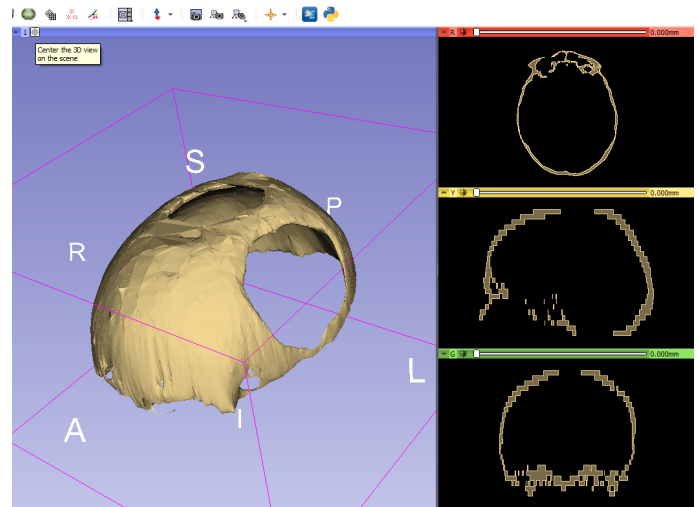 1
Center the 3D view
on the scene
S
P
R
L
A
I
R
0.000mm
Y
0.000mm
G
0.000mm